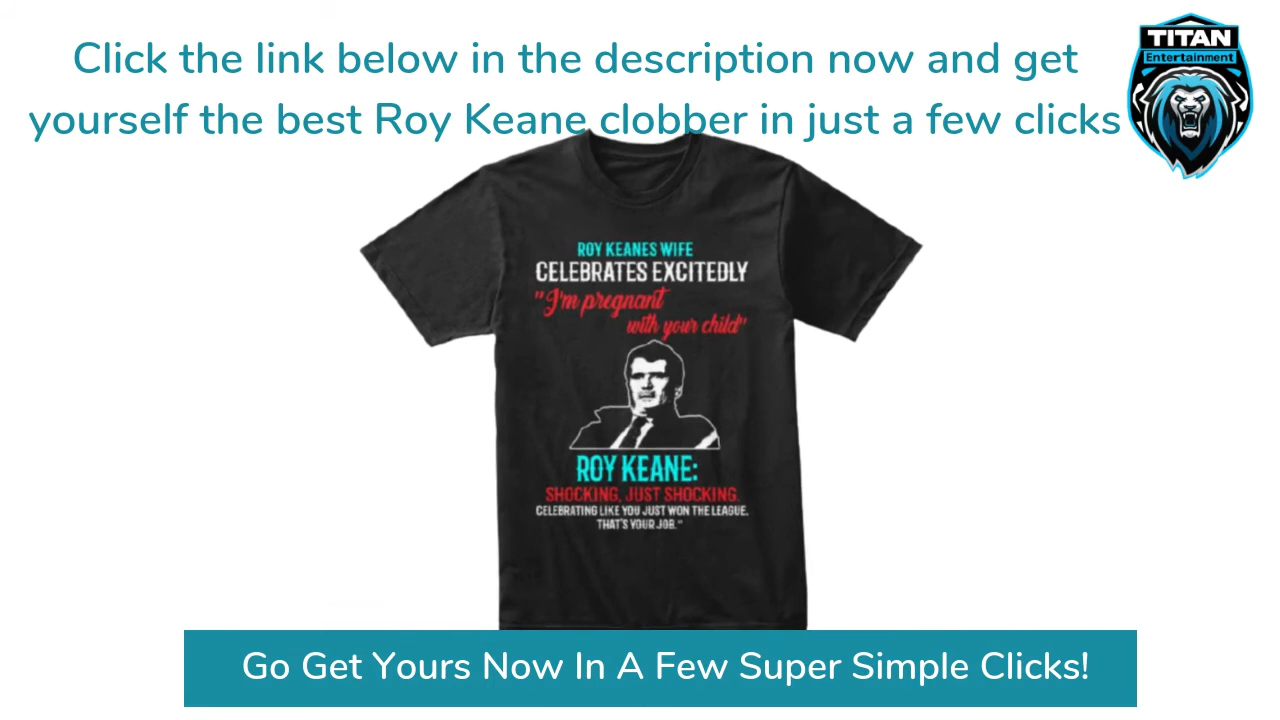 Click the link below in the description now and get
yourself the best Roy Keane clobber in just a few clicks
TITAN
Entertainment
ROY KEANES WIFE
CELEBRATES EXCITEDLY
"I'm pregnant
with your child"
ROY KEANE:
SHOCKING, JUST SHOCKING.
CELEBRATING LIKE YOU JUST WON THE LEAGUE.
THAT'S YOUR JOB."
Go Get Yours Now In A Few Super Simple Clicks!